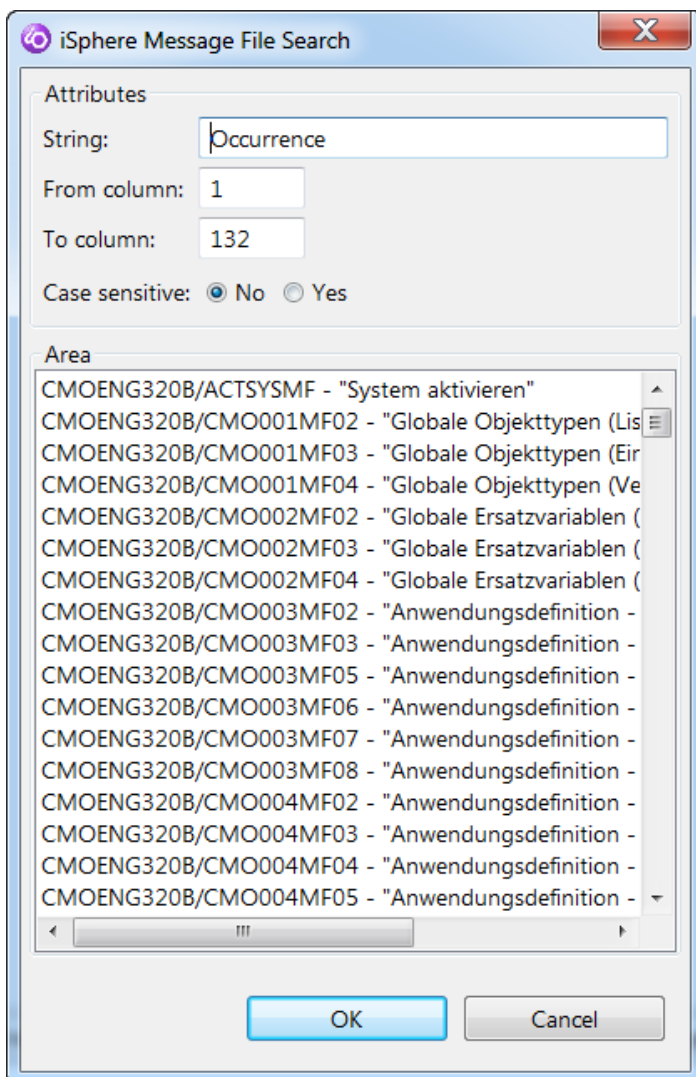 iSphere Message File Search
Attributes
String: Occurrence
From column: 1
To column: 132
Case sensitive: No Yes
Area
CMOENG320B/ACTSYSMF - "System aktivieren"
CMOENG320B/CMO001MF02 - "Globale Objekttypen (Lis
CMOENG320B/CMO001MF03 - "Globale Objekttypen (Eir
CMOENG320B/CMO001MF04 - "Globale Objekttypen (Ve
CMOENG320B/CMO002MF02 - "Globale Ersatzvariablen (
CMOENG320B/CMO002MF03 - "Globale Ersatzvariablen (
CMOENG320B/CMO002MF04 - "Globale Ersatzvariablen (
CMOENG320B/CMO003MF02 - "Anwendungsdefinition -
CMOENG320B/CMO003MF03 - "Anwendungsdefinition -
CMOENG320B/CMO003MF05 - "Anwendungsdefinition -
CMOENG320B/CMO003MF06 - "Anwendungsdefinition -
CMOENG320B/CMO003MF07 - "Anwendungsdefinition -
CMOENG320B/CMO003MF08 - "Anwendungsdefinition -
CMOENG320B/CMO004MF02 - "Anwendungsdefinition -
CMOENG320B/CMO004MF03 - "Anwendungsdefinition -
CMOENG320B/CMO004MF04 - "Anwendungsdefinition -
CMOENG320B/CMO004MF05 - "Anwendungsdefinition -
OK Cancel